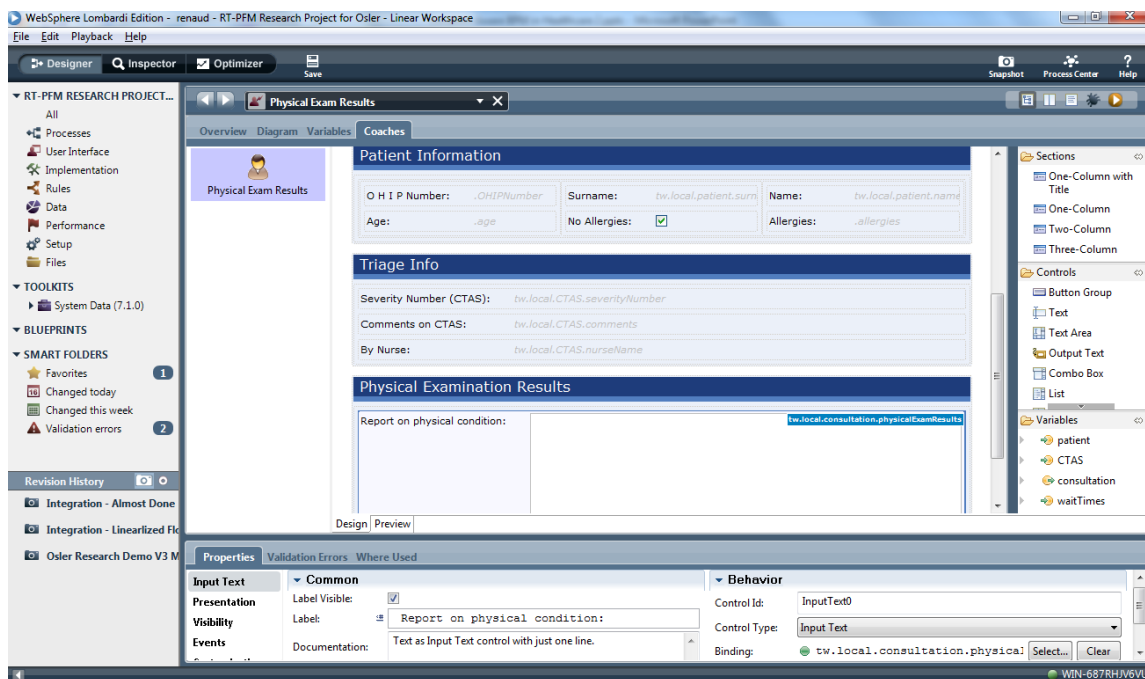 WebSphere Lombardi Edition - renaud - RT-PFM Research Project for Osler - Linear Workspace
File Edit Playback Help
Designer Inspector Optimizer Save Snapshot Process Center Help
RT-PFM RESEARCH PROJECT...
All
Processes
User Interface
Implementation
Rules
Data
Performance
Setup
Files
TOOLKITS
System Data (7.1.0)
BLUEPRINTS
SMART FOLDERS
Favorites 1
Changed today
Changed this week
Validation errors 2
Revision History
Integration - Almost Done
Integration - Linearlized Flo
Osler Research Demo V3 M
Physical Exam Results
Overview Diagram Variables Coaches
Physical Exam Results
Patient Information
O H I P Number: .OHIPNumber Surname: tw.local.patient.surn Name: tw.local.patient.name
Age: .age No Allergies: Allergies: .allergies
Triage Info
Severity Number (CTAS): tw.local.CTAS.severityNumber
Comments on CTAS: tw.local.CTAS.comments
By Nurse: tw.local.CTAS.nurseName
Physical Examination Results
Report on physical condition: tw.local.consultation.physicalExamResults
Design Preview
Sections
One-Column with
Title
One-Column
Two-Column
Three-Column
Controls
Button Group
Text
Text Area
Output Text
Combo Box
List
Variables
patient
CTAS
consultation
waitTimes
Properties Validation Errors Where Used
Input Text
Presentation
Visibility
Events
Common
Label Visible:
Label: Report on physical condition:
Documentation: Text as Input Text control with just one line.
Behavior
Control Id: InputText0
Control Type: Input Text
Binding: tw.local.consultation.physical Select... Clear
WIN-687RHJV6VL